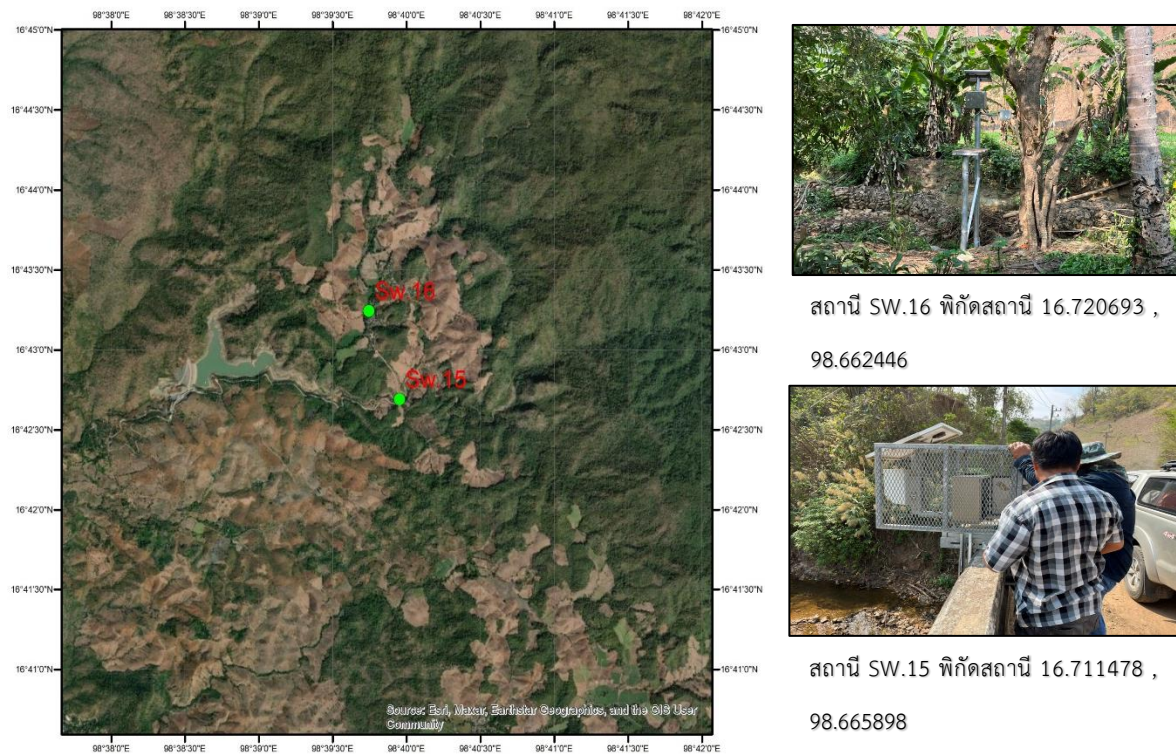 98°38'0"E 98°38'30"E 98°39'0"E 98°39'30"E 98°40'0"E 98°40'30"E 98°41'0"E 98°41'30"E 98°42'0"E
16°45'0"N 16°45'0"N
16°44'30"N 16°44'30"N
16°44'0"N 16°44'0"N
16°43'30"N 16°43'30"N
Sw.16
16°43'0"N 16°43'0"N
Sw.15
16°42'30"N 16°42'30"N
16°42'0"N 16°42'0"N
16°41'30"N 16°41'30"N
16°41'0"N 16°41'0"N
Source: Esri, Maxar, Earthstar Geographics, and the GIS User
Community
98°38'0"E 98°38'30"E 98°39'0"E 98°39'30"E 98°40'0"E 98°40'30"E 98°41'0"E 98°41'30"E 98°42'0"E
สถานี SW.16 พิกัดสถานี 16.720693 ,
98.662446
สถานี SW.15 พิกัดสถานี 16.711478 ,
98.665898